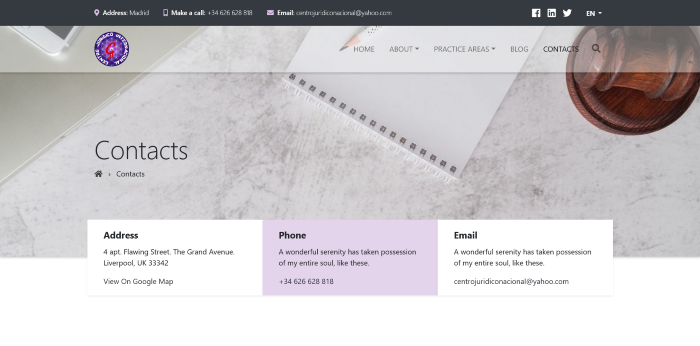 Address: Madrid
Make a call: +34 626 628 818
Email: centrojuridiconacional@yahoo.com
EN
HOME
ABOUT
PRACTICE AREAS
BLOG
CONTACTS
Contacts
Contacts
Address
4 apt. Flawing Street. The Grand Avenue.
Liverpool, UK 33342
View On Google Map
Phone
A wonderful serenity has taken possession
of my entire soul, like these.
+34 626 628 818
Email
A wonderful serenity has taken possession
of my entire soul, like these.
centrojuridiconacional@yahoo.com